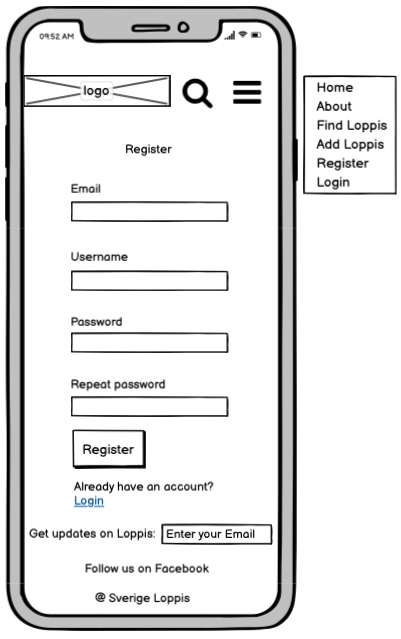 09:52 AM
logo
Home
About
Find Loppis
Add Loppis
Register
Login
Register
Email
Username
Password
Repeat password
Register
Already have an account?
Login
Get updates on Loppis: Enter your Email
Follow us on Facebook
@ Sverige Loppis